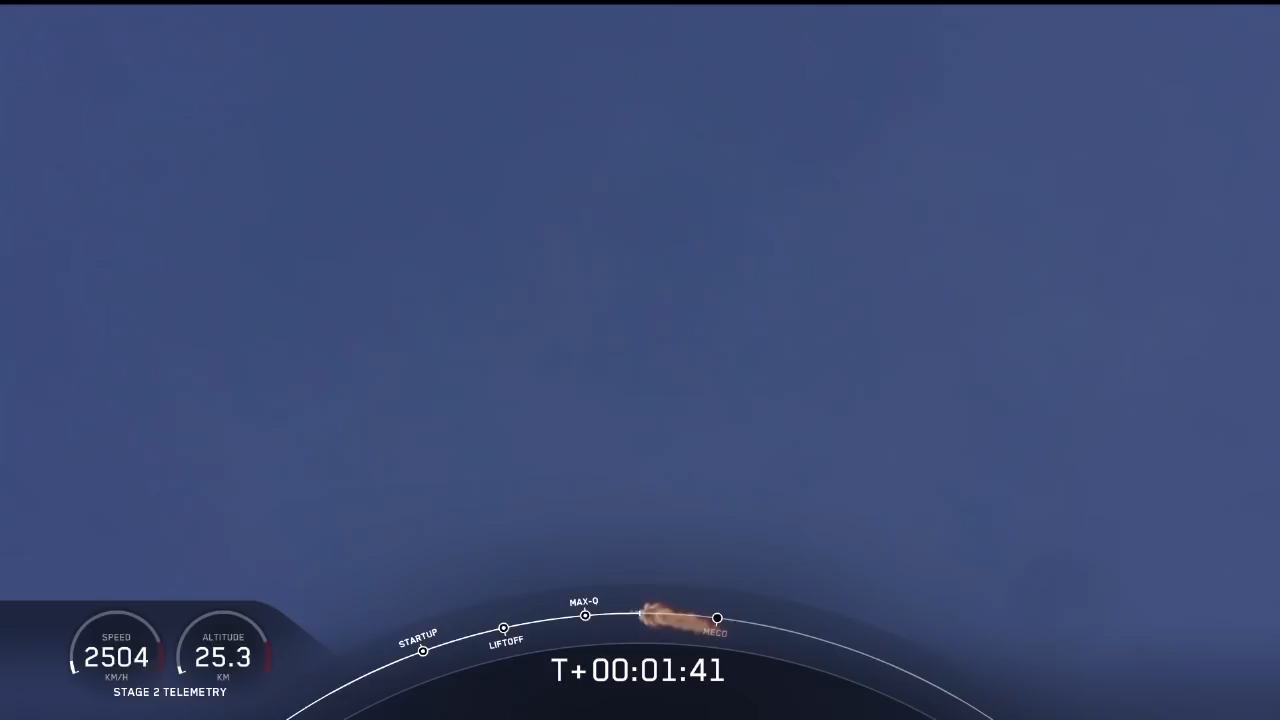 STARTUP
LIFTOFF
MAX-Q
MECO
SPEED
2504
KM/H
ALTITUDE
25.3
KM
STAGE 2 TELEMETRY
T+00:01:41